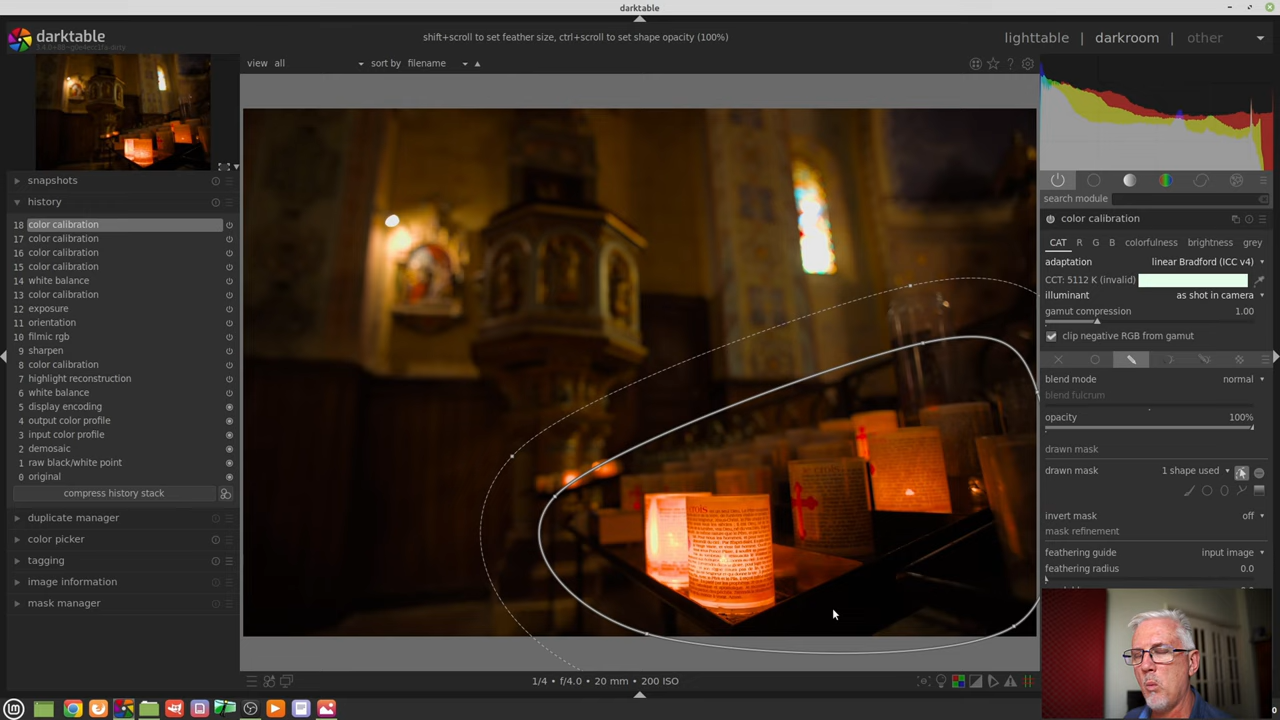 darktable
darktable
3.4.0+85~g0e4ecc1fa-dirty
shift+scroll to set feather size, ctrl+scroll to set shape opacity (100%)
lighttable | darkroom | other
view all sort by filename
snapshots
history
18 color calibration
17 color calibration
16 color calibration
15 color calibration
14 white balance
13 color calibration
12 exposure
11 orientation
10 filmic rgb
9 sharpen
8 color calibration
7 highlight reconstruction
6 white balance
5 display encoding
4 output color profile
3 input color profile
2 demosaic
1 raw black/white point
0 original
compress history stack
duplicate manager
color picker
tagging
image information
mask manager
1/4 • f/4.0 • 20 mm • 200 ISO
search module
color calibration
CAT R G B colorfulness brightness grey
adaptation linear Bradford (ICC v4)
CCT: 5112 K (invalid)
illuminant as shot in camera
gamut compression 1.00
clip negative RGB from gamut
blend mode normal
blend fulcrum
opacity 100%
drawn mask
drawn mask 1 shape used
invert mask off
mask refinement
feathering guide input image
feathering radius 0.0